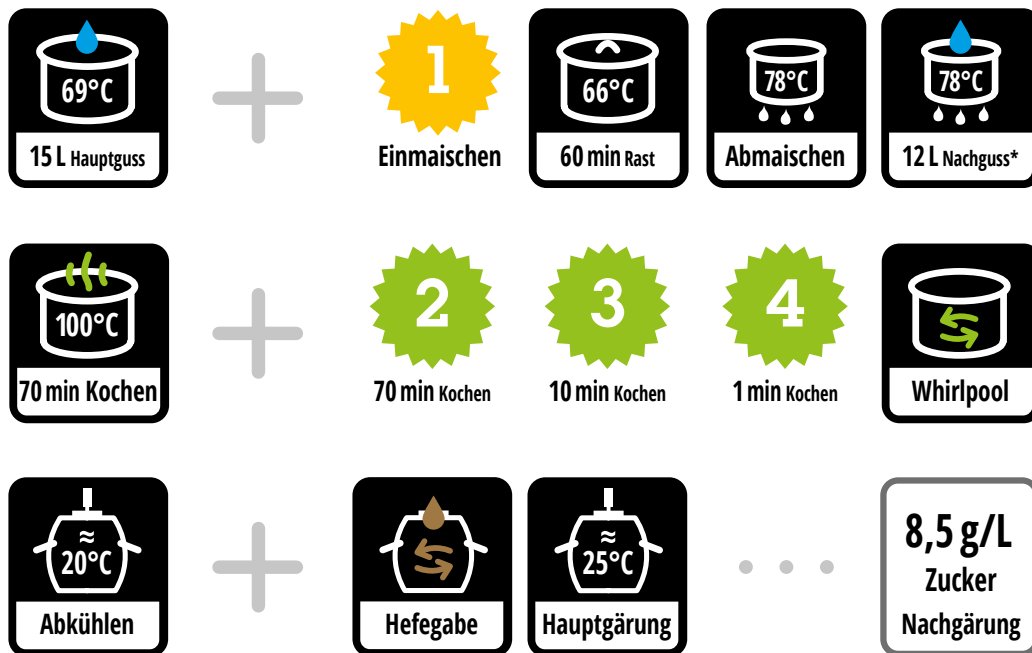 69°C
15 L Hauptguss
1
Einmaischen
66°C
60 min Rast
78°C
Abmaischen
78°C
12 L Nachguss*
100°C
70 min Kochen
2
70 min Kochen
3
10 min Kochen
4
1 min Kochen
Whirlpool
≈
20°C
Abkühlen
Hefegabe
≈
25°C
Hauptgärung
8,5 g/L
Zucker
Nachgärung